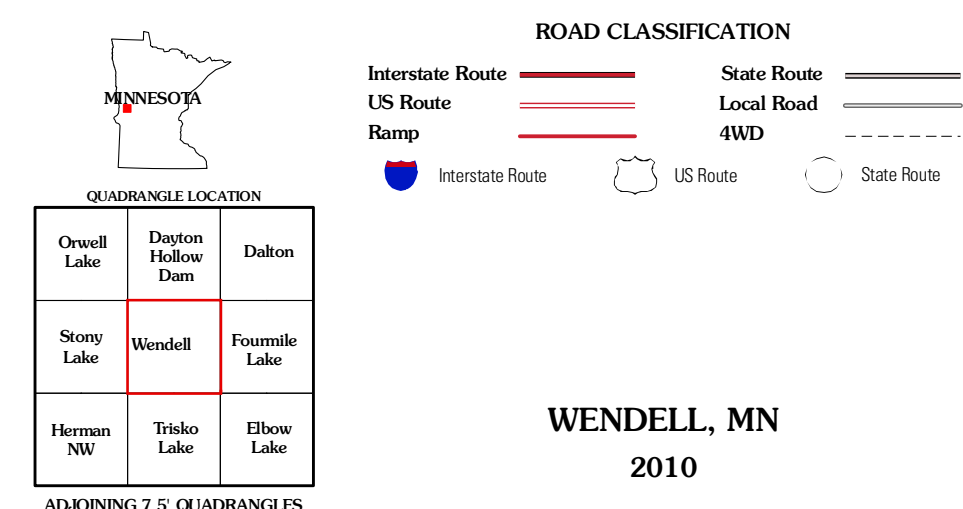 MINNESOTA
QUADRANGLE LOCATION
Orwell
Lake
Dayton
Hollow
Dam
Dalton
Stony
Lake
Wendell
Fourmile
Lake
Herman
NW
Trisko
Lake
Elbow
Lake
ADJOINING 7.5' QUADRANGLES
ROAD CLASSIFICATION
Interstate Route
State Route
US Route
Local Road
Ramp
4WD
Interstate Route
US Route
State Route
WENDELL, MN
2010